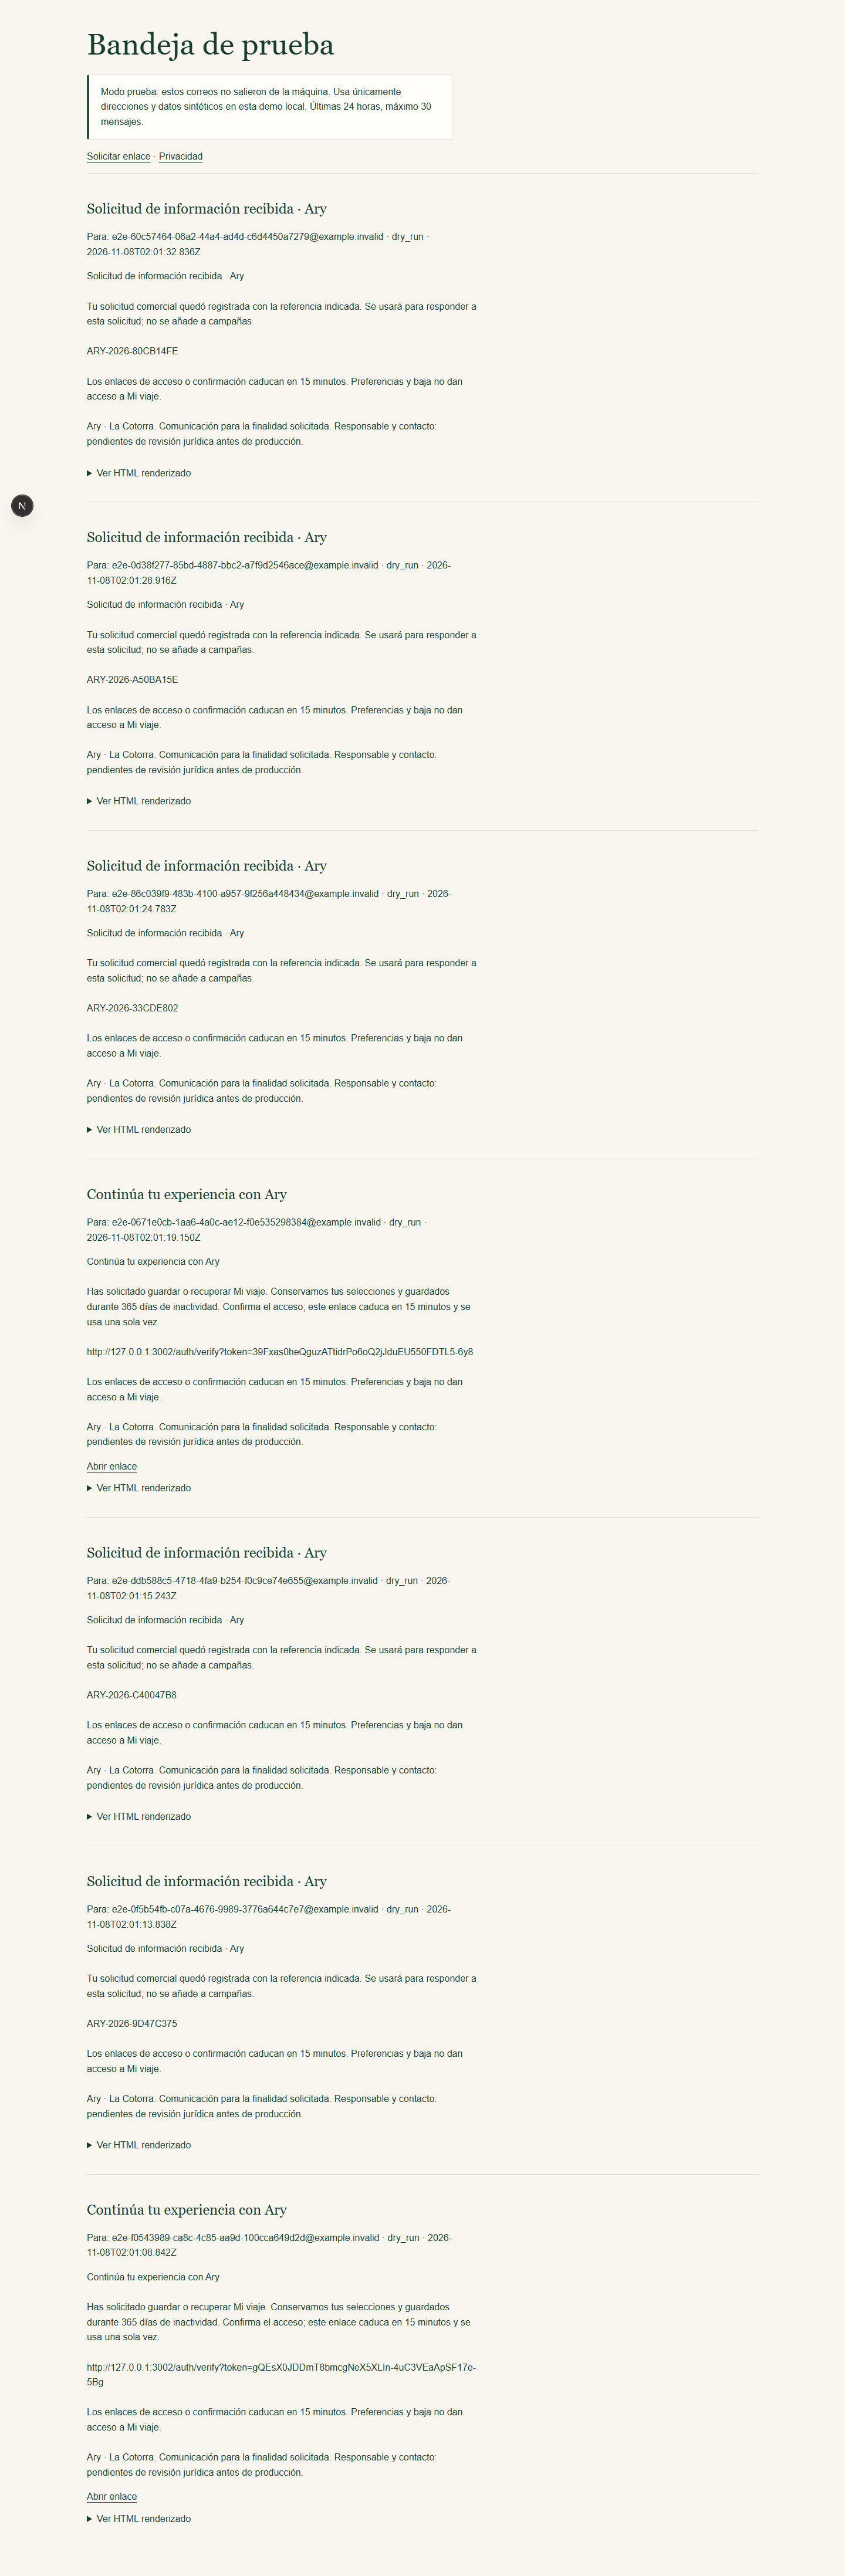 Bandeja de prueba
Modo prueba: estos correos no salieron de la máquina. Usa únicamente
direcciones y datos sintéticos en esta demo local. Últimas 24 horas, máximo 30
mensajes.
Solicitar enlace · Privacidad
Solicitud de información recibida · Ary
Para: e2e-60c57464-06a2-44a4-ad4d-c6d4450a7279@example.invalid · dry_run ·
2026-11-08T02:01:32.836Z
Solicitud de información recibida · Ary
Tu solicitud comercial quedó registrada con la referencia indicada. Se usará para responder a
esta solicitud; no se añade a campañas.
ARY-2026-80CB14FE
Los enlaces de acceso o confirmación caducan en 15 minutos. Preferencias y baja no dan
acceso a Mi viaje.
Ary · La Cotorra. Comunicación para la finalidad solicitada. Responsable y contacto:
pendientes de revisión jurídica antes de producción.
▶ Ver HTML renderizado
N
Solicitud de información recibida · Ary
Para: e2e-0d38f277-85bd-4887-bbc2-a7f9d2546ace@example.invalid · dry_run · 2026-
11-08T02:01:28.916Z
Solicitud de información recibida · Ary
Tu solicitud comercial quedó registrada con la referencia indicada. Se usará para responder a
esta solicitud; no se añade a campañas.
ARY-2026-A50BA15E
Los enlaces de acceso o confirmación caducan en 15 minutos. Preferencias y baja no dan
acceso a Mi viaje.
Ary · La Cotorra. Comunicación para la finalidad solicitada. Responsable y contacto:
pendientes de revisión jurídica antes de producción.
▶ Ver HTML renderizado
Solicitud de información recibida · Ary
Para: e2e-86c039f9-483b-4100-a957-9f256a448434@example.invalid · dry_run · 2026-
11-08T02:01:24.783Z
Solicitud de información recibida · Ary
Tu solicitud comercial quedó registrada con la referencia indicada. Se usará para responder a
esta solicitud; no se añade a campañas.
ARY-2026-33CDE802
Los enlaces de acceso o confirmación caducan en 15 minutos. Preferencias y baja no dan
acceso a Mi viaje.
Ary · La Cotorra. Comunicación para la finalidad solicitada. Responsable y contacto:
pendientes de revisión jurídica antes de producción.
▶ Ver HTML renderizado
Continúa tu experiencia con Ary
Para: e2e-0671e0cb-1aa6-4a0c-ae12-f0e535298384@example.invalid · dry_run ·
2026-11-08T02:01:19.150Z
Continúa tu experiencia con Ary
Has solicitado guardar o recuperar Mi viaje. Conservamos tus selecciones y guardados
durante 365 días de inactividad. Confirma el acceso; este enlace caduca en 15 minutos y se
usa una sola vez.
http://127.0.0.1:3002/auth/verify?token=39Fxas0heQguzATtidrPo6oQ2jJduEU550FDTL5-6y8
Los enlaces de acceso o confirmación caducan en 15 minutos. Preferencias y baja no dan
acceso a Mi viaje.
Ary · La Cotorra. Comunicación para la finalidad solicitada. Responsable y contacto:
pendientes de revisión jurídica antes de producción.
Abrir enlace
▶ Ver HTML renderizado
Solicitud de información recibida · Ary
Para: e2e-ddb588c5-4718-4fa9-b254-f0c9ce74e655@example.invalid · dry_run · 2026-
11-08T02:01:15.243Z
Solicitud de información recibida · Ary
Tu solicitud comercial quedó registrada con la referencia indicada. Se usará para responder a
esta solicitud; no se añade a campañas.
ARY-2026-C40047B8
Los enlaces de acceso o confirmación caducan en 15 minutos. Preferencias y baja no dan
acceso a Mi viaje.
Ary · La Cotorra. Comunicación para la finalidad solicitada. Responsable y contacto:
pendientes de revisión jurídica antes de producción.
▶ Ver HTML renderizado
Solicitud de información recibida · Ary
Para: e2e-0f5b54fb-c07a-4676-9989-3776a644c7e7@example.invalid · dry_run · 2026-
11-08T02:01:13.838Z
Solicitud de información recibida · Ary
Tu solicitud comercial quedó registrada con la referencia indicada. Se usará para responder a
esta solicitud; no se añade a campañas.
ARY-2026-9D47C375
Los enlaces de acceso o confirmación caducan en 15 minutos. Preferencias y baja no dan
acceso a Mi viaje.
Ary · La Cotorra. Comunicación para la finalidad solicitada. Responsable y contacto:
pendientes de revisión jurídica antes de producción.
▶ Ver HTML renderizado
Continúa tu experiencia con Ary
Para: e2e-f0543989-ca8c-4c85-aa9d-100cca649d2d@example.invalid · dry_run · 2026-
11-08T02:01:08.842Z
Continúa tu experiencia con Ary
Has solicitado guardar o recuperar Mi viaje. Conservamos tus selecciones y guardados
durante 365 días de inactividad. Confirma el acceso; este enlace caduca en 15 minutos y se
usa una sola vez.
http://127.0.0.1:3002/auth/verify?token=gQEsX0JDDmT8bmcgNeX5XLIn-4uC3VEaApSF17e-
5Bg
Los enlaces de acceso o confirmación caducan en 15 minutos. Preferencias y baja no dan
acceso a Mi viaje.
Ary · La Cotorra. Comunicación para la finalidad solicitada. Responsable y contacto:
pendientes de revisión jurídica antes de producción.
Abrir enlace
▶ Ver HTML renderizado